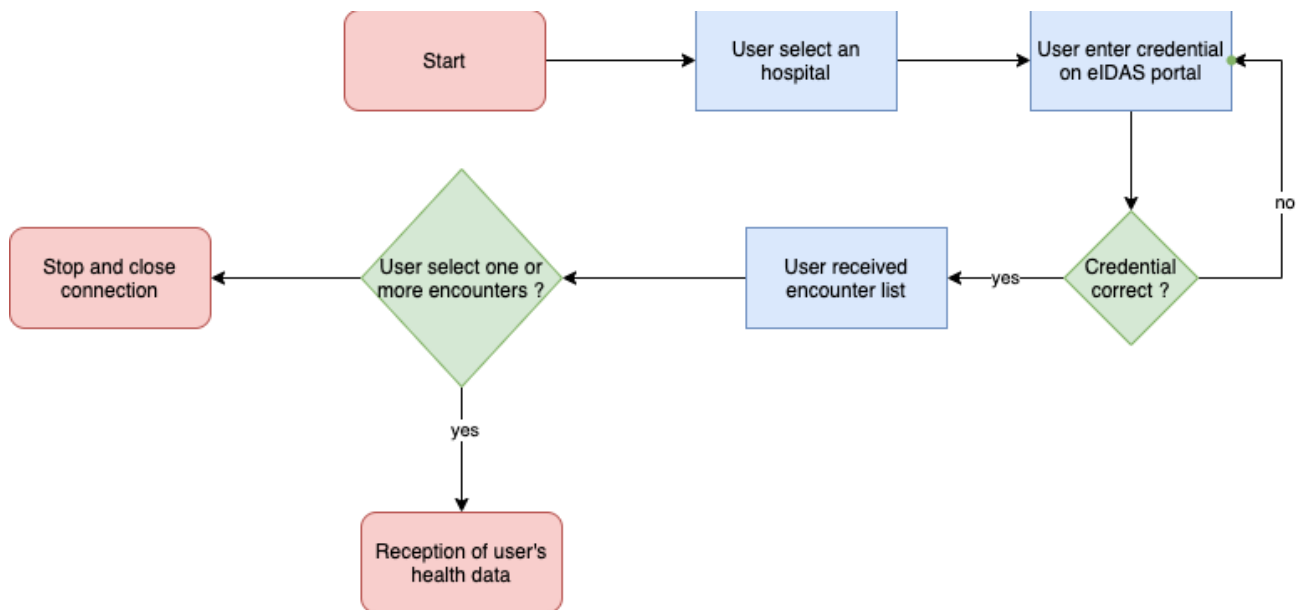 Start
User select an
hospital
User enter credential
on eIDAS portal
no
Stop and close
connection
User select one or
more encounters ?
User received
encounter list
yes
Credential
correct ?
yes
Reception of user's
health data